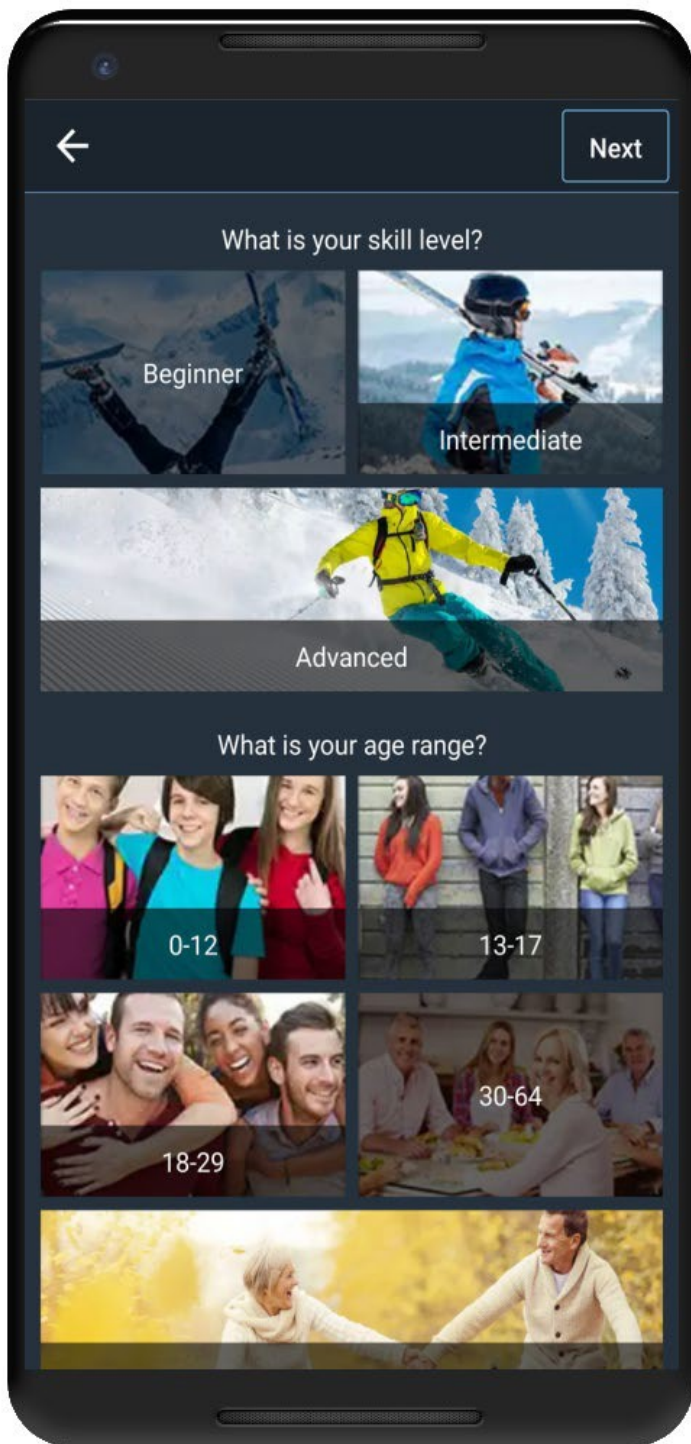 Next
What is your skill level?
Beginner
Intermediate
Advanced
What is your age range?
0-12
13-17
18-29
30-64